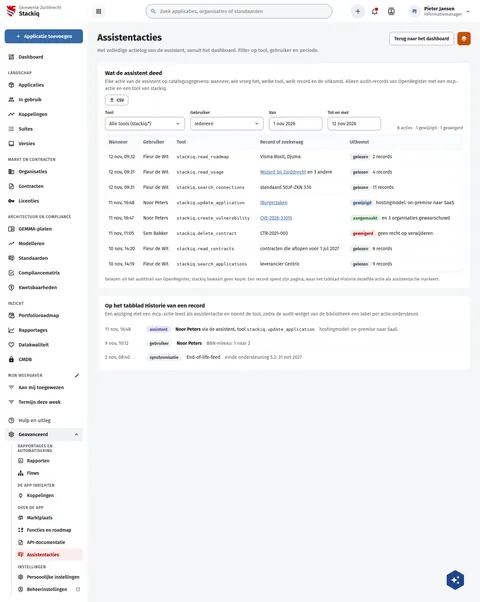 Gemeente Zuiddrecht
Stackiq
Zoek applicaties, organisaties of standaarden
Pieter Jansen
Informatiemanager
PJ
+ Applicatie toevoegen
Dashboard
LANDSCHAP
Applicaties
In gebruik
Koppelingen
Suites
Versies
MARKT EN CONTRACTEN
Organisaties
Contracten
Licenties
ARCHITECTUUR EN COMPLIANCE
GEMMA-platen
Modelleren
Standaarden
Compliancematrix
Kwetsbaarheden
INZICHT
Portfolioroadmap
Rapportages
Datakwaliteit
CMDB
MIJN WEERGAVEN
Aan mij toegewezen
Termijn deze week
Hulp en uitleg
Geavanceerd
RAPPORTAGES EN
AUTOMATISERING
Rapporten
Flows
DE APP INRICHTEN
Koppelingen
OVER DE APP
Marktplaats
Functies en roadmap
API-documentatie
Assistentacties
INSTELLINGEN
Persoonlijke instellingen
Beheerinstellingen
Assistentacties
Het volledige actielog van de assistent, vanuit het dashboard. Filter op tool, gebruiker en periode.
Terug naar het dashboard
Wat de assistent deed
Elke actie van de assistent op catalogusgegevens: wanneer, wie vroeg het, welke tool, welk record en de uitkomst. Alleen audit-records van OpenRegister met een mcp-
actie en een tool van stackiq.
CSV
Tool
Gebruiker
Van
Tot en met
Alle tools (stackiq.*)
Iedereen
1 nov 2026
12 nov 2026
8 acties · 1 gewijzigd · 1 geweigerd
Wanneer Gebruiker Tool Record of zoekvraag Uitkomst
12 nov, 09:32 Fleur de Wit stackiq.read_roadmap Visma Roxit, Djuma gelezen 2 records
12 nov, 09:31 Fleur de Wit stackiq.read_usage Wozard bij Zuiddrecht en 3 andere gelezen 4 records
12 nov, 09:31 Fleur de Wit stackiq.search_connections standaard StUF-ZKN 3.10 gelezen 11 records
11 nov, 16:48 Noor Peters stackiq.update_application iBurgerzaken gewijzigd hostingmodel: on-premise naar SaaS
11 nov, 16:47 Noor Peters stackiq.create_vulnerability aangemaakt en 3 organisaties gewaarschuwd
11 nov, 11:05 Sam Bakker stackiq.delete_contract CTR-2021-003 geweigerd geen recht op verwijderen
10 nov, 14:20 Fleur de Wit stackiq.read_contracts contracten die aflopen voor 1 jul 2027 gelezen 6 records
10 nov, 14:19 Fleur de Wit stackiq.search_applications leverancier Centric gelezen 9 records
Gelezen uit het audittrail van OpenRegister; stackiq bewaart geen kopie. Een record opent zijn pagina, waar het tabblad Historie dezelfde actie als assistentactie markeert.
Op het tabblad Historie van een record
Een wijziging met een mcp-actie leest als assistentactie en noemt de tool, zodra de audit-widget van de bibliotheek een label per actie ondersteunt.
11 nov, 16:48 assistent Noor Peters via de assistent, tool stackiq.update_application hostingmodel: on-premise naar SaaS
9 nov, 10:12 gebruiker Noor Peters BBN-niveau: 1 naar 2
2 nov, 08:40 synchronisatie End-of-life-feed einde ondersteuning 5.2: 31 mrt 2027